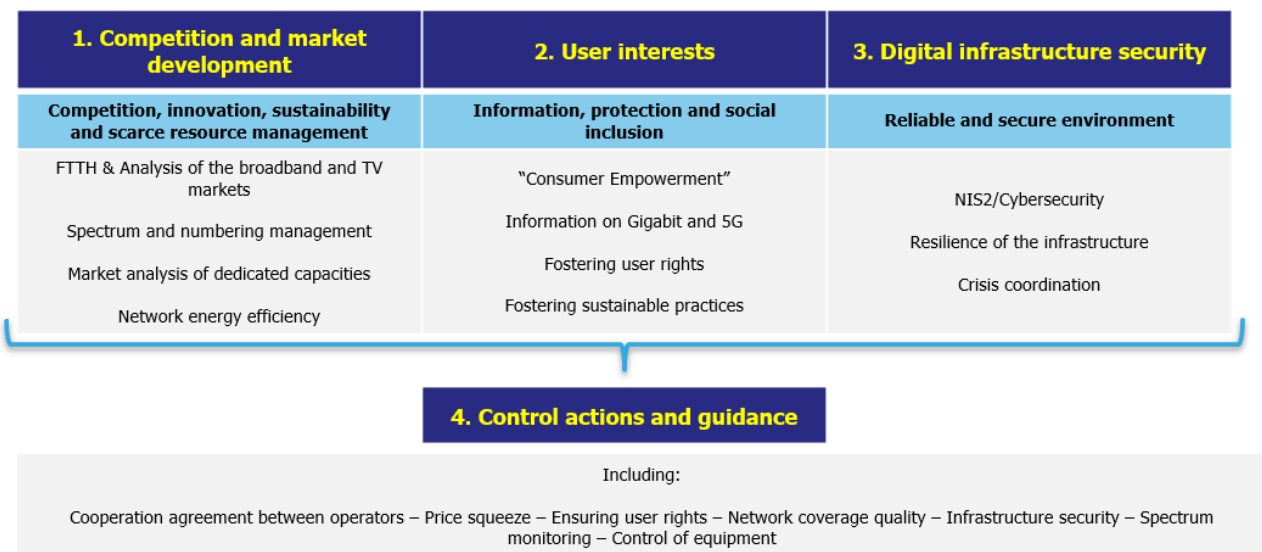 1. Competition and market
development
2. User interests
3. Digital infrastructure security
Competition, innovation, sustainability
and scarce resource management
Information, protection and social
inclusion
Reliable and secure environment
FTTH & Analysis of the broadband and TV
markets
Spectrum and numbering management
Market analysis of dedicated capacities
Network energy efficiency
“Consumer Empowerment”
Information on Gigabit and 5G
Fostering user rights
Fostering sustainable practices
NIS2/Cybersecurity
Resilience of the infrastructure
Crisis coordination
4. Control actions and guidance
Including:
Cooperation agreement between operators – Price squeeze – Ensuring user rights – Network coverage quality – Infrastructure security – Spectrum
monitoring – Control of equipment